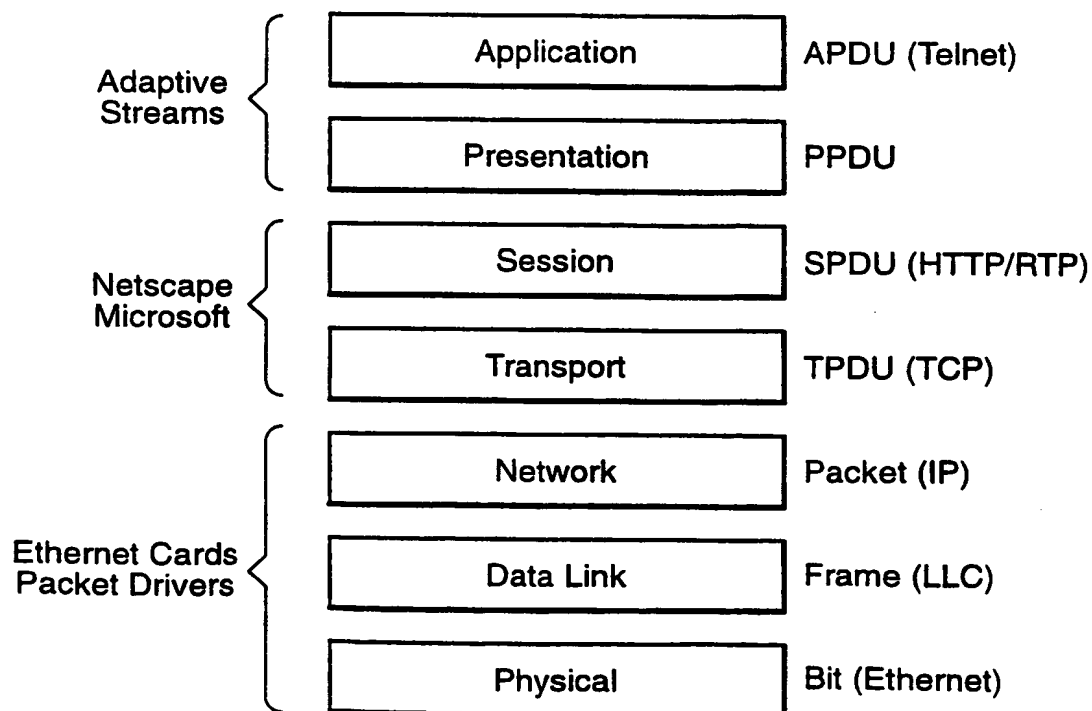 Application
APDU (Telnet)
Adaptive
Streams
Presentation
PPDU
Session
SPDU (HTTP/RTP)
Netscape
Microsoft
Transport
TPDU (TCP)
Network
Packet (IP)
Ethernet Cards
Packet Drivers
Data Link
Frame (LLC)
Physical
Bit (Ethernet)